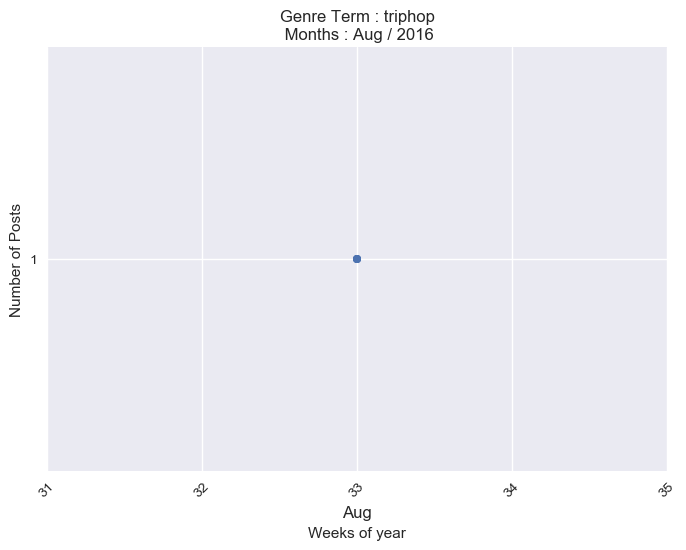 Genre Term : triphop
Months : Aug / 2016
Number of Posts
1
31 32 33 34 35
Aug
Weeks of year